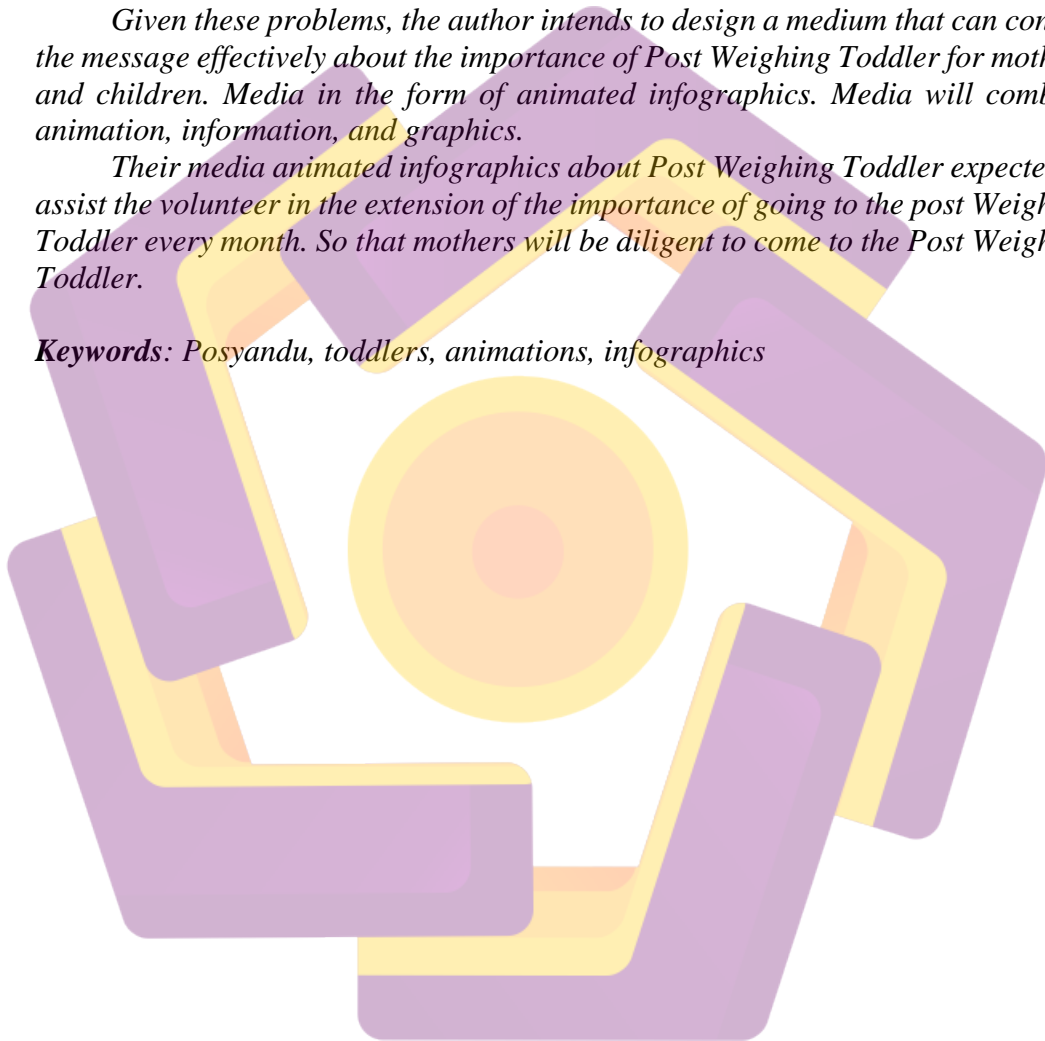 Given these problems, the author intends to design a medium that can con
the message effectively about the importance of Post Weighing Toddler for moth
and children. Media in the form of animated infographics. Media will comb
animation, information, and graphics.
Their media animated infographics about Post Weighing Toddler expecte
assist the volunteer in the extension of the importance of going to the post Weigh
Toddler every month. So that mothers will be diligent to come to the Post Weigh
Toddler.
Keywords: Posyandu, toddlers, animations, infographics